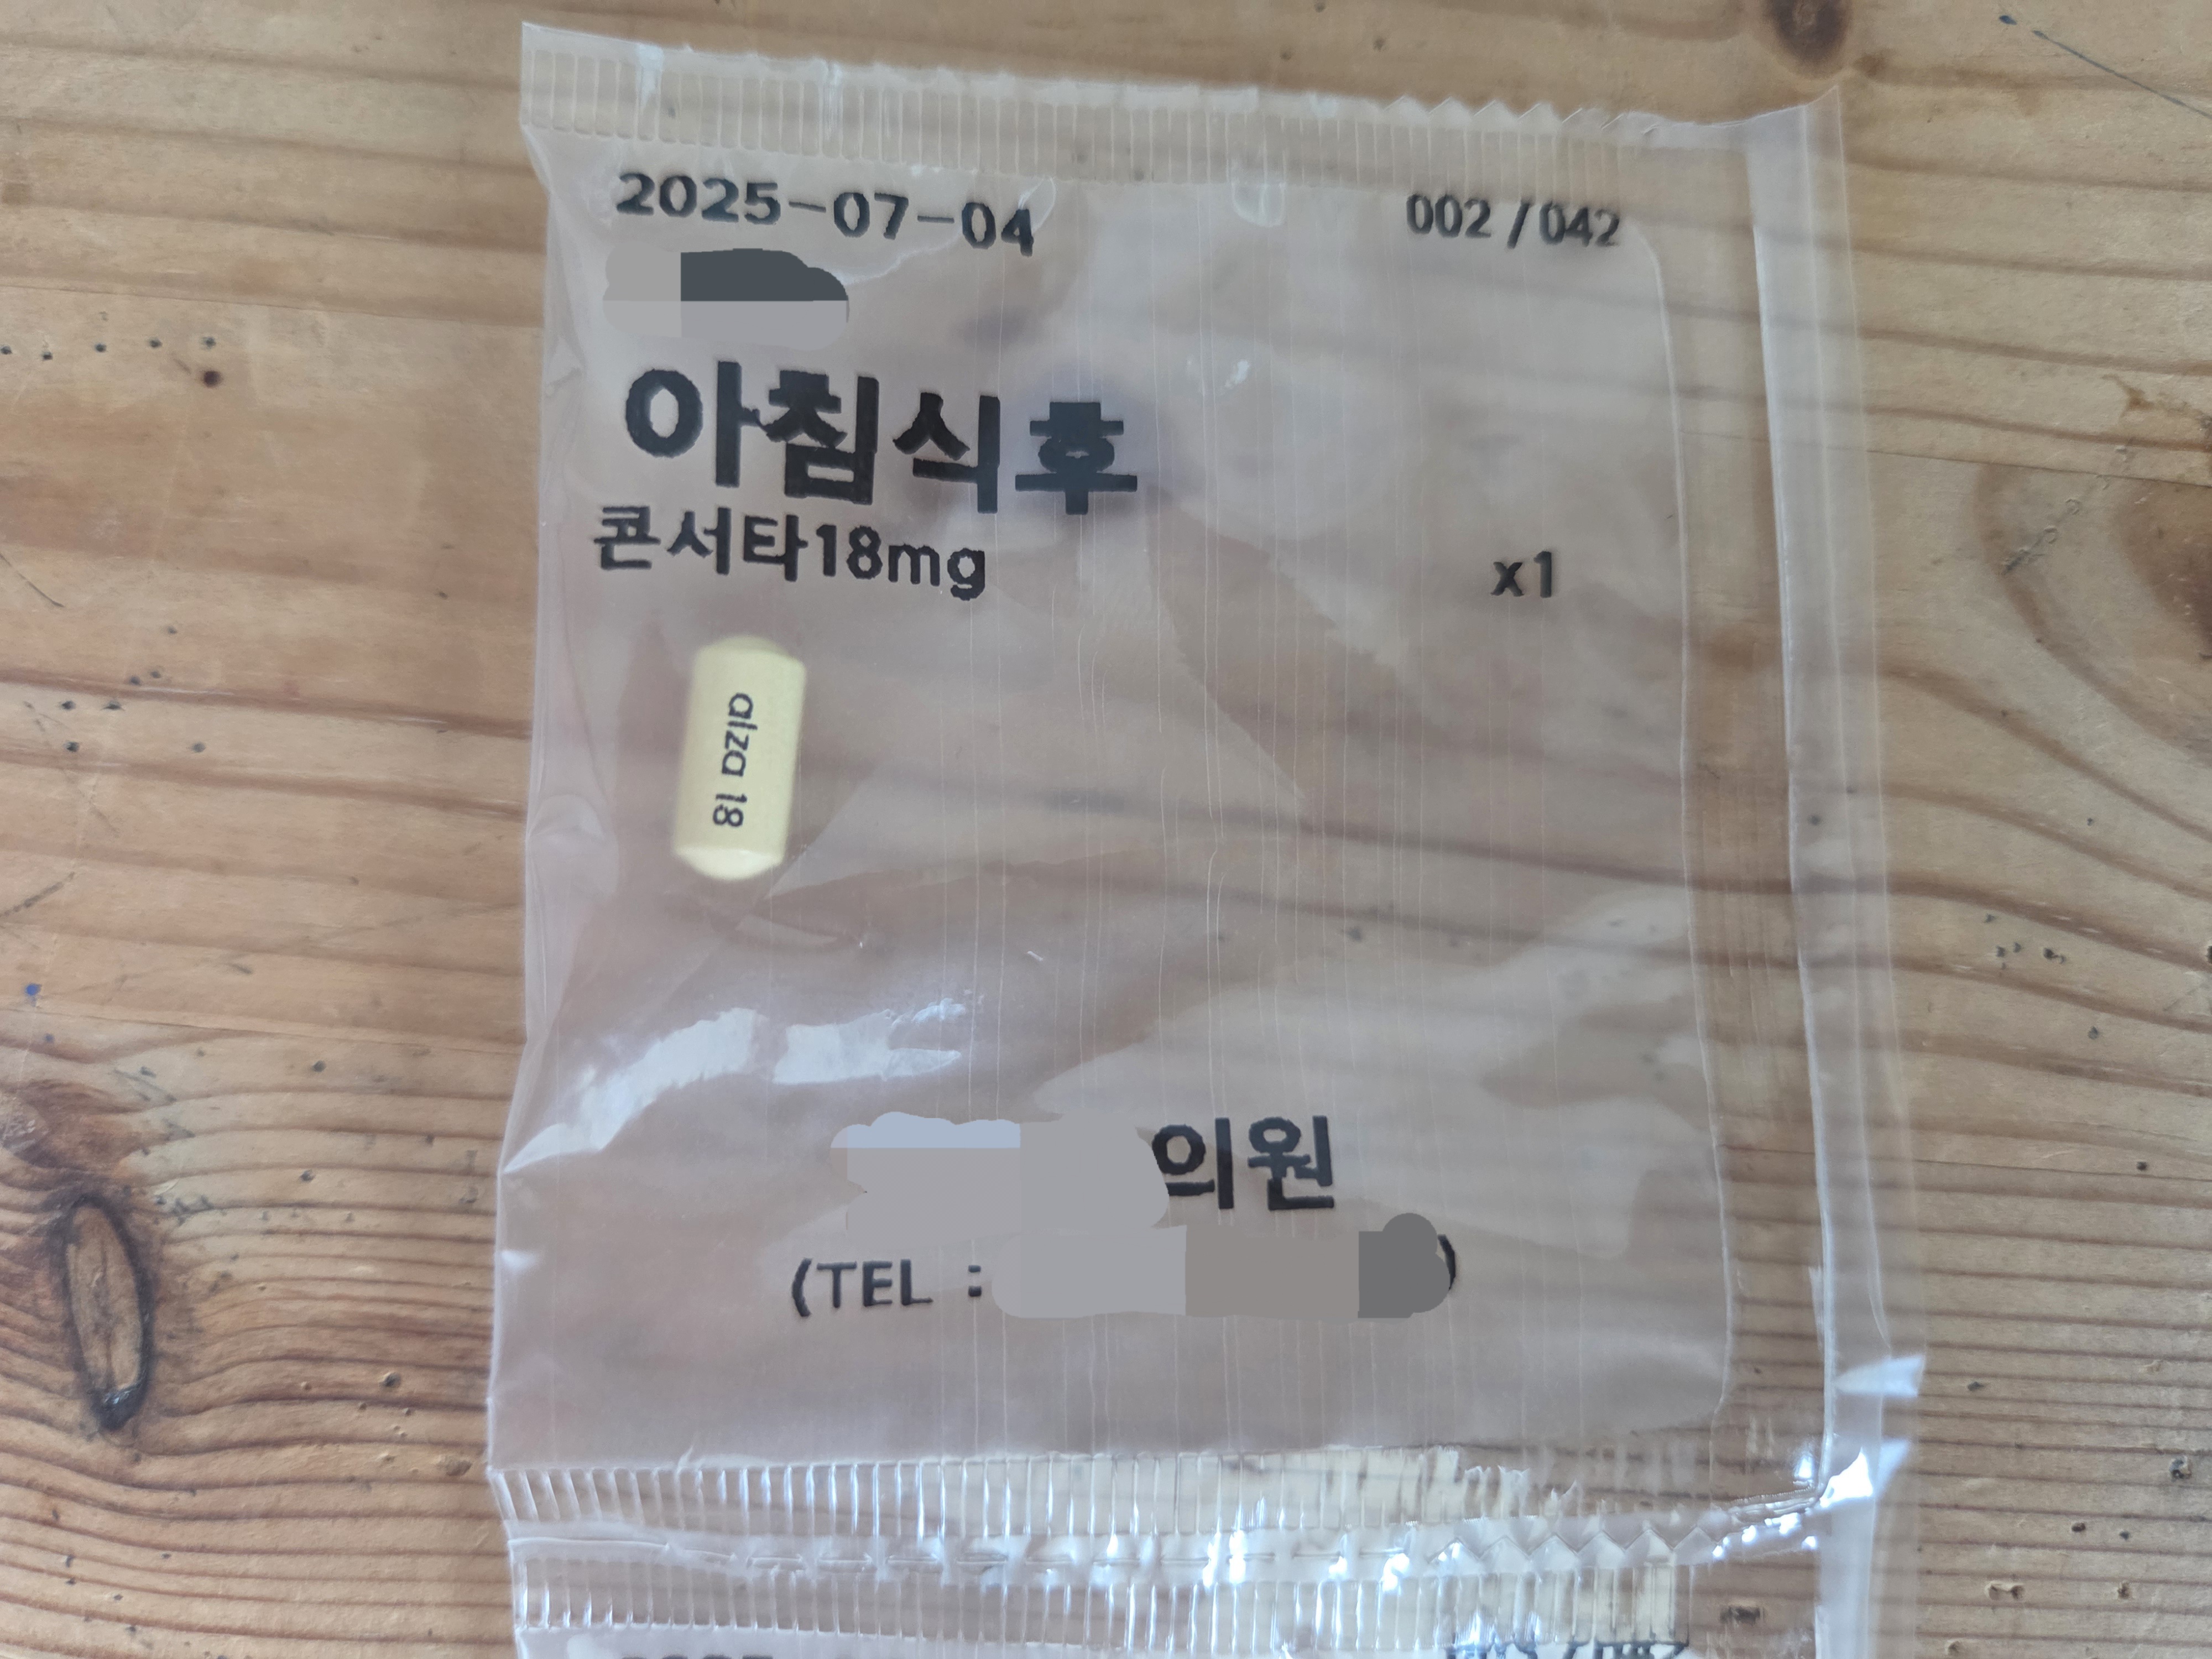 2025-07-04 002/042
아침식후
콘서타18mg x1
alza 18
의원
(TEL : )